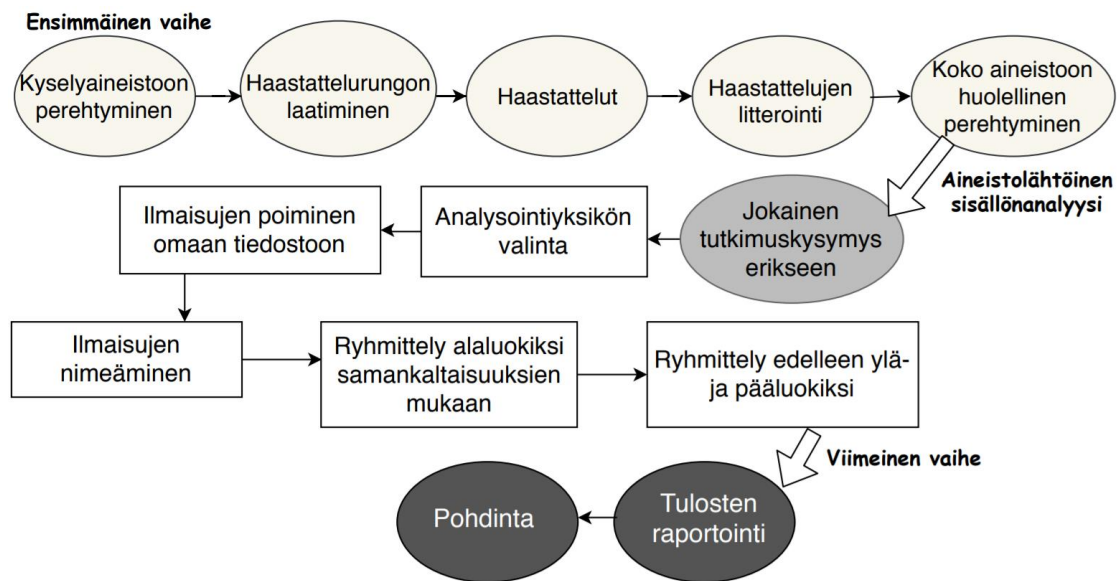 Ensimmäinen vaihe
Kyselyaineistoon
perehtyminen
Haastattelurungon
laatiminen
Haastattelut
Haastattelujen
litterointi
Koko aineistoon
huolellinen
perehtyminen
Aineistolähtöinen
sisällönanalyysi
Jokainen
tutkimuskysymys
erikseen
Analysointiyksikön
valinta
Ilmaisujen poiminen
omaan tiedostoon
Ilmaisujen
nimeäminen
Ryhmittely alaluokiksi
samankaltaisuuksien
mukaan
Ryhmittely edelleen ylä-
ja pääluokiksi
Viimeinen vaihe
Tulosten
raportointi
Pohdinta